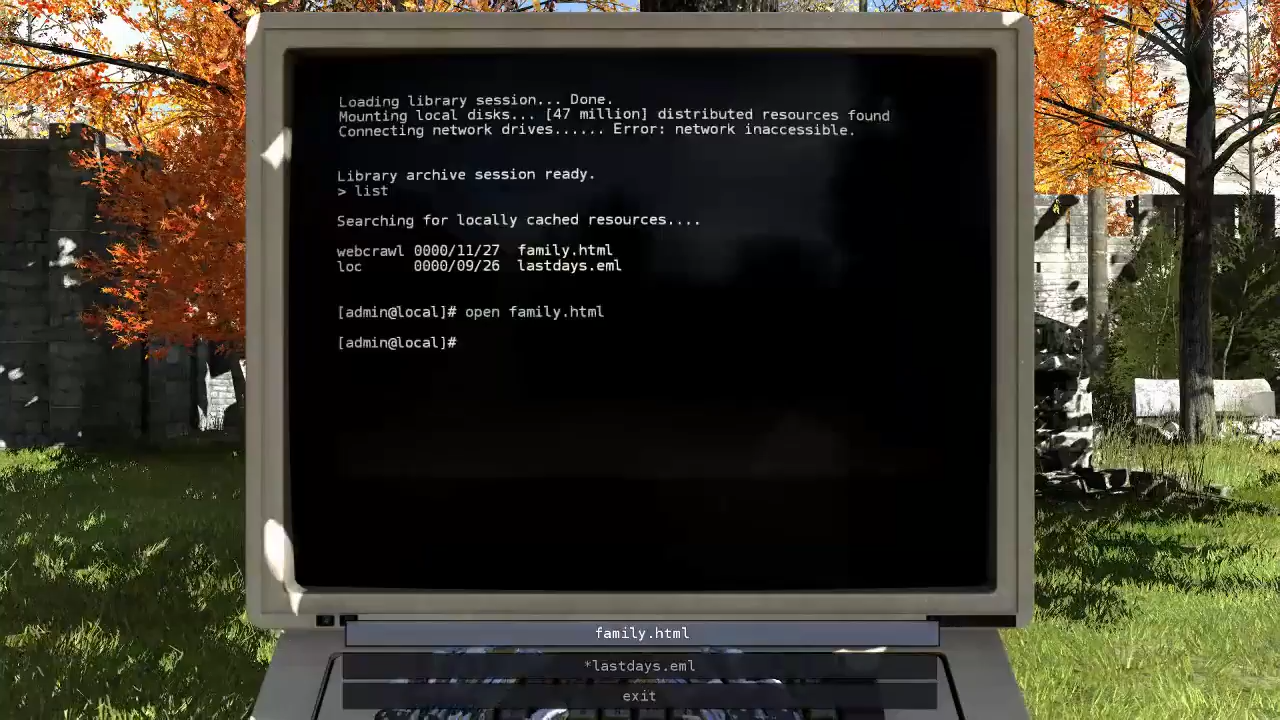 Loading library session... Done.
Mounting local disks... [47 million] distributed resources found
Connecting network drives...... Error: network inaccessible.
Library archive session ready.
> list
Searching for locally cached resources....
webcrawl 0000/11/27  family.html
loc      0000/09/26  lastdays.eml
[admin@local]# open family.html
[admin@local]#
family.html
*lastdays.eml
exit